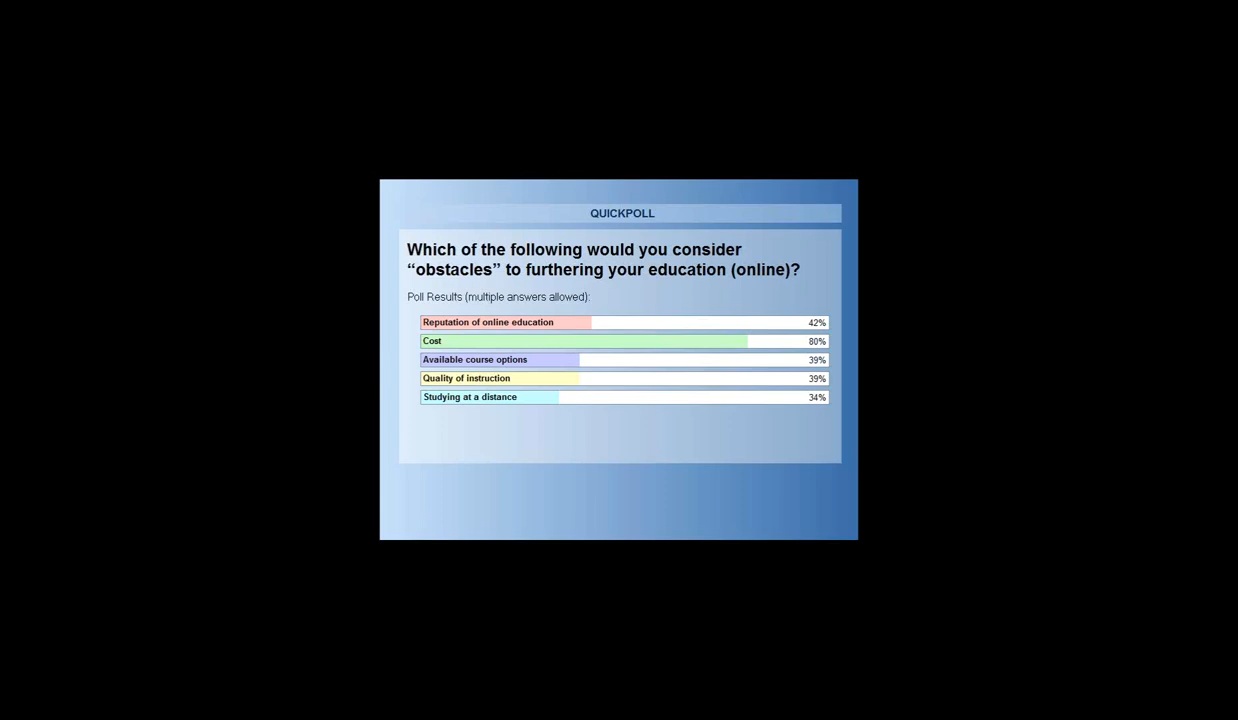 QUICKPOLL
Which of the following would you consider
“obstacles” to furthering your education (online)?
Poll Results (multiple answers allowed):
Reputation of online education 42%
Cost 80%
Available course options 39%
Quality of instruction 39%
Studying at a distance 34%